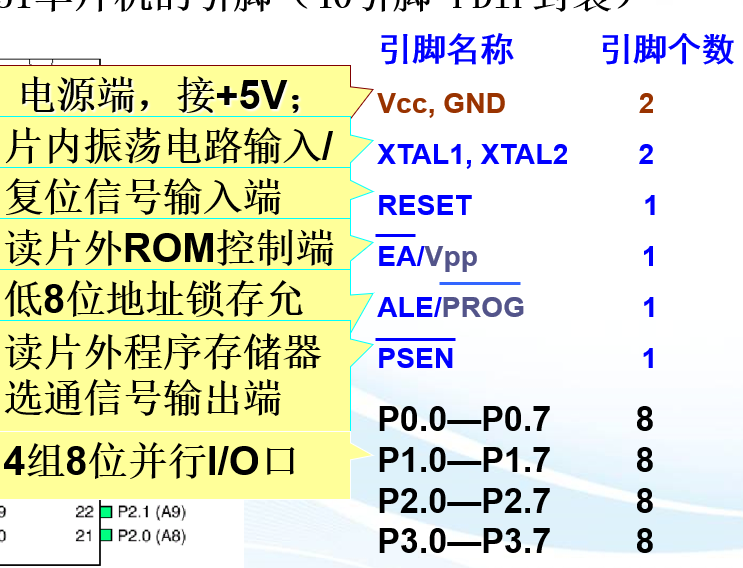 51单片机的引脚（40引脚 PDIP封装）
引脚名称 引脚个数
电源端，接+5V； Vcc, GND 2
片内振荡电路输入/ XTAL1, XTAL2 2
复位信号输入端 RESET 1
读片外ROM控制端 EA/Vpp 1
低8位地址锁存允 ALE/PROG 1
读片外程序存储器 PSEN 1
选通信号输出端
P0.0—P0.7 8
4组8位并行I/O口 P1.0—P1.7 8
P2.0—P2.7 8
9 22 P2.1 (A9)
0 21 P2.0 (A8)
P3.0—P3.7 8